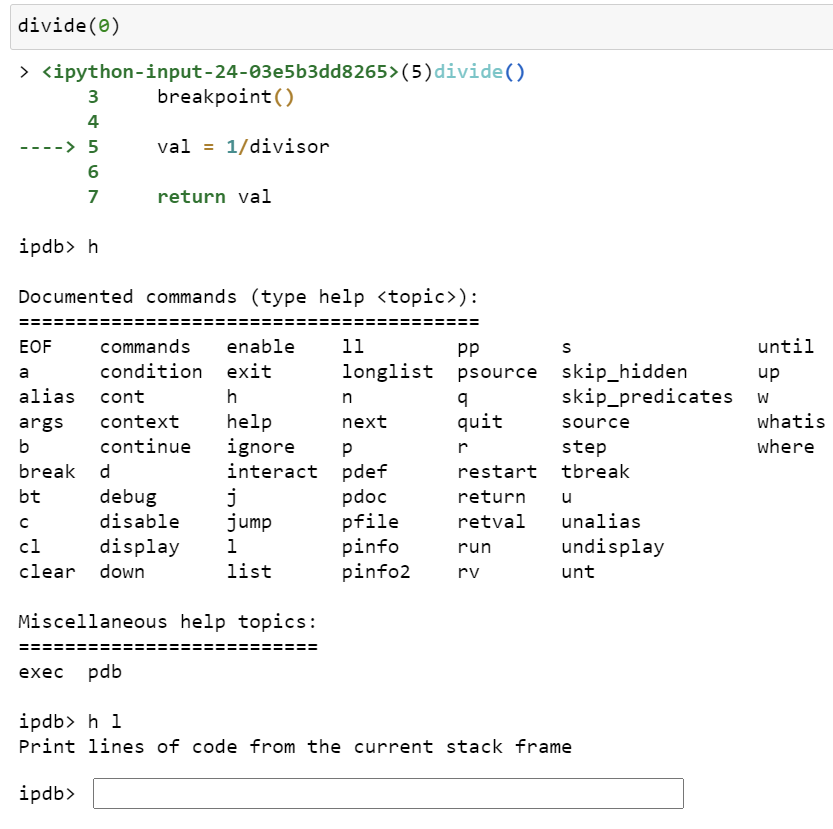 divide(0)
> <ipython-input-24-03e5b3dd8265>(5)divide()
      3     breakpoint()
      4
----> 5     val = 1/divisor
      6
      7     return val
ipdb> h
Documented commands (type help <topic>):
========================================
EOF    commands   enable    ll        pp       s                until
a      condition  exit      longlist  psource  skip_hidden      up
alias  cont       h         n         q        skip_predicates  w
args   context    help      next      quit     source           whatis
b      continue   ignore    p         r        step             where
break  d          interact  pdef      restart  tbreak
bt     debug      j         pdoc      return   u
c      disable    jump      pfile     retval   unalias
cl     display    l         pinfo     run      undisplay
clear  down       list      pinfo2    rv       unt
Miscellaneous help topics:
==========================
exec  pdb
ipdb> h l
Print lines of code from the current stack frame
ipdb>